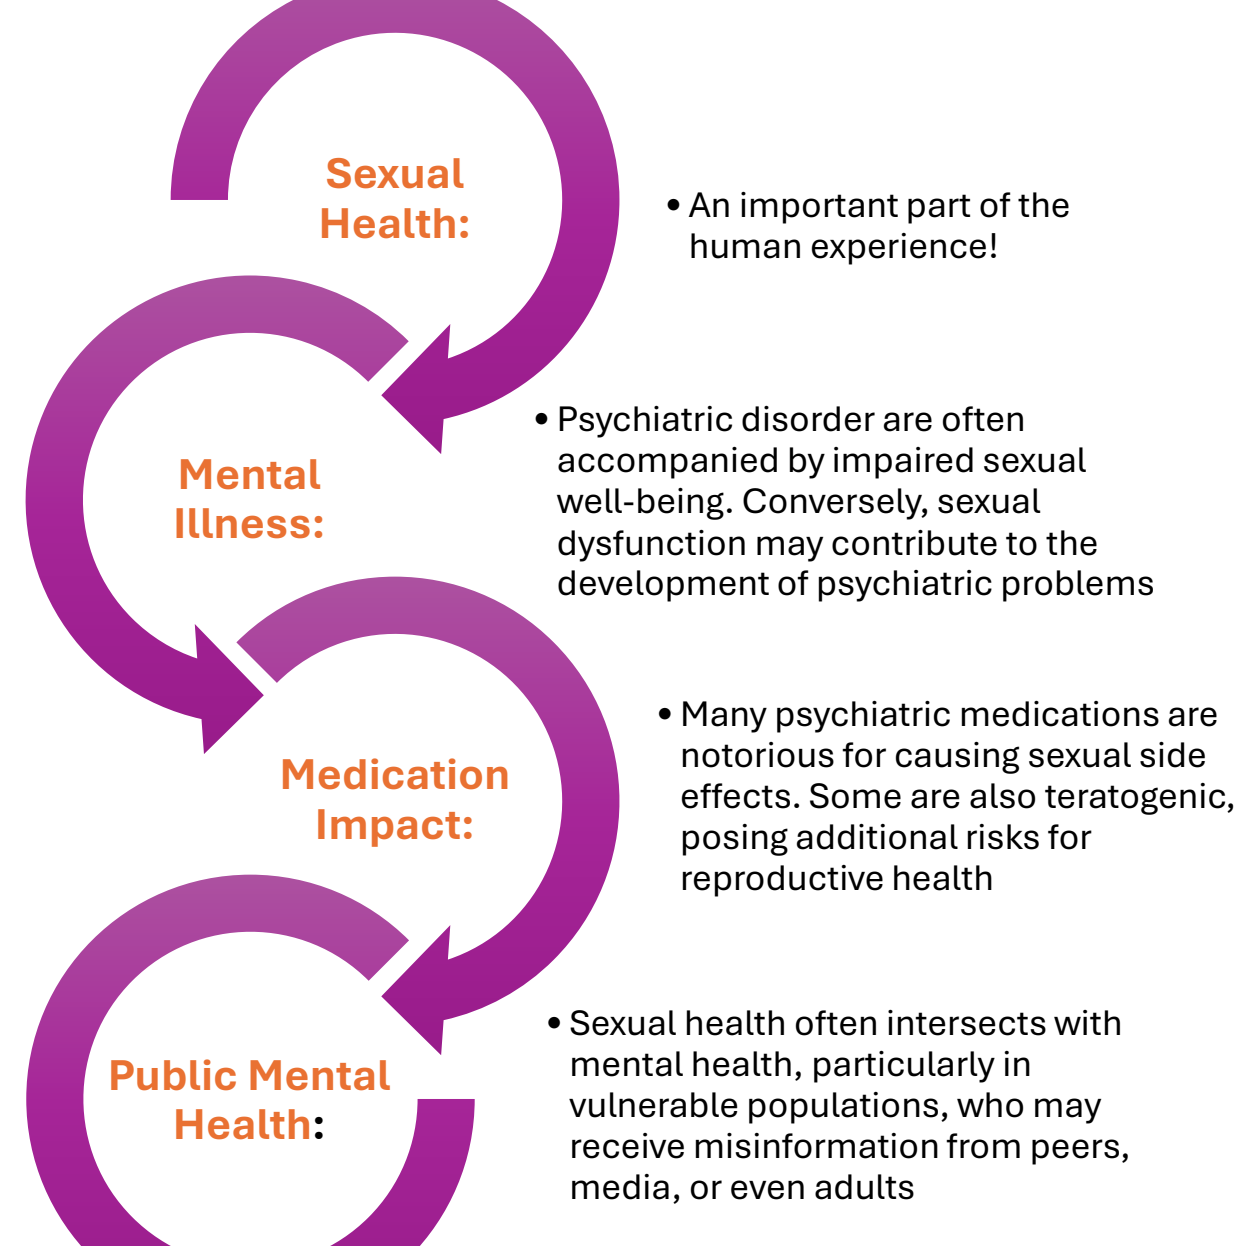 Sexual
Health:
• An important part of the
human experience!
Mental
Illness:
• Psychiatric disorder are often
accompanied by impaired sexual
well-being. Conversely, sexual
dysfunction may contribute to the
development of psychiatric problems
Medication
Impact:
• Many psychiatric medications are
notorious for causing sexual side
effects. Some are also teratogenic,
posing additional risks for
reproductive health
Public Mental
Health:
• Sexual health often intersects with
mental health, particularly in
vulnerable populations, who may
receive misinformation from peers,
media, or even adults